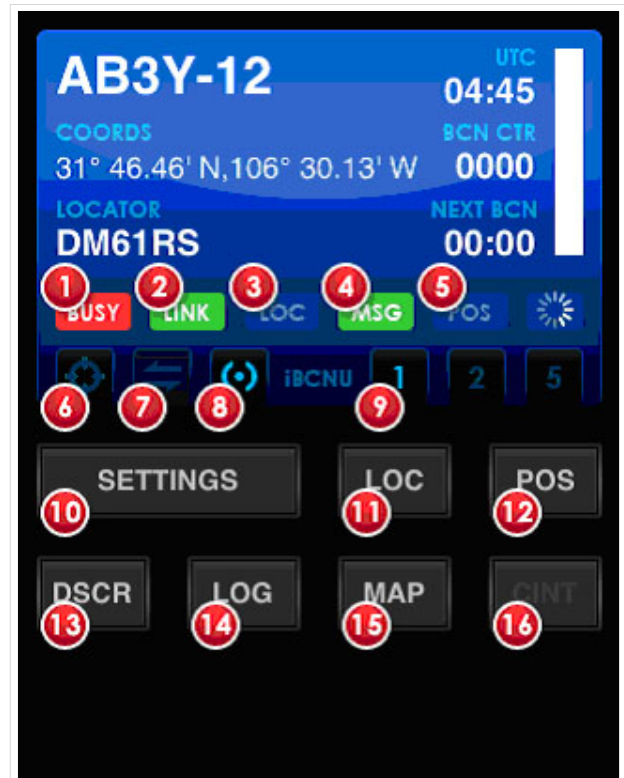 AB3Y-12
UTC
04:45
COORDS
31° 46.46' N,106° 30.13' W
BCN CTR
0000
LOCATOR
DM61RS
NEXT BCN
00:00
1 2 3 4 5
BUSY LINK LOC MSG POS
iBCNU 1 2 5
6 7 8 9
SETTINGS LOC POS
10 11 12
DSCR LOG MAP CINT
13 14 15 16